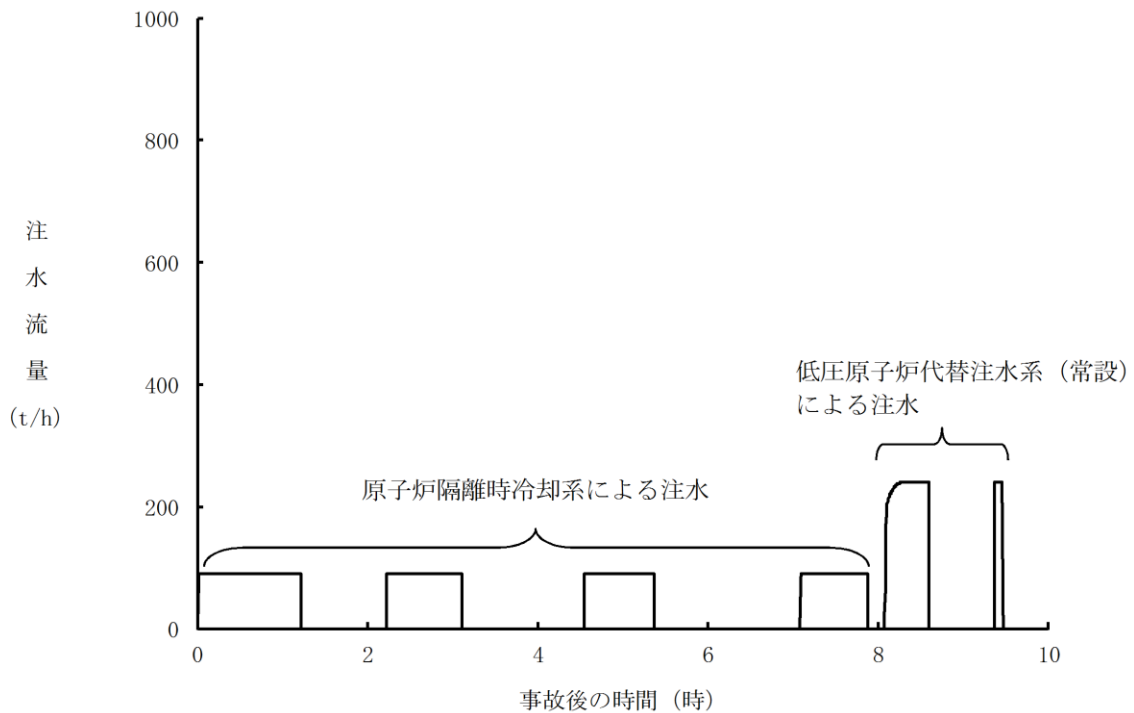 1000
800
600
400
200
0
注水流量
(t/h)
低圧原子炉代替注水系（常設）
による注水
原子炉隔離時冷却系による注水
0 2 4 6 8 10
事故後の時間（時）